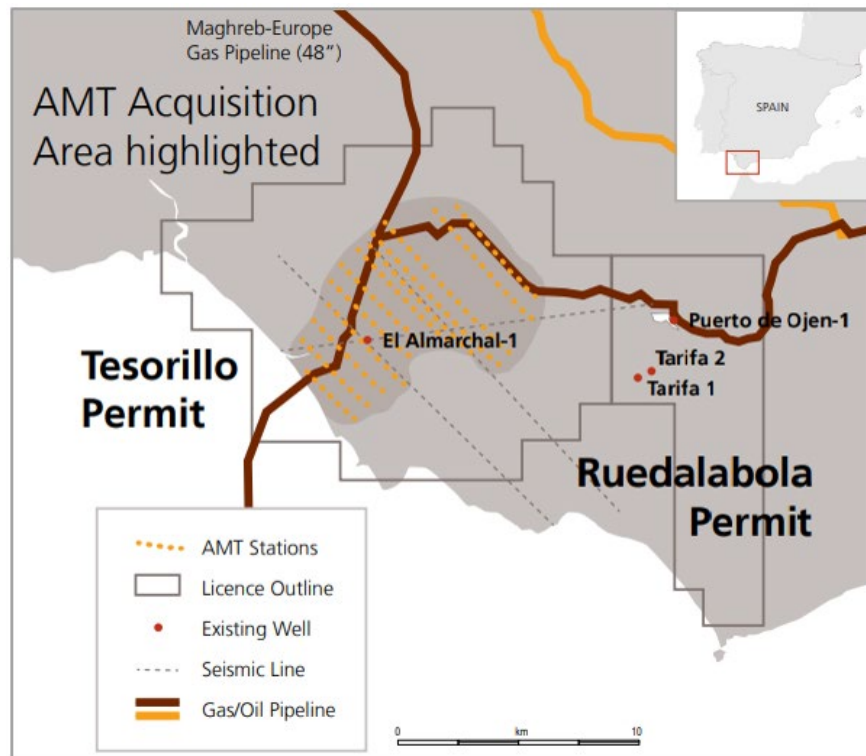 Maghreb-Europe
Gas Pipeline (48")
AMT Acquisition
Area highlighted
SPAIN
Puerto de Ojen-1
El Almarchal-1
Tarifa 2
Tarifa 1
Tesorillo
Permit
Ruedalabola
Permit
AMT Stations
Licence Outline
Existing Well
Seismic Line
Gas/Oil Pipeline
0
km
10